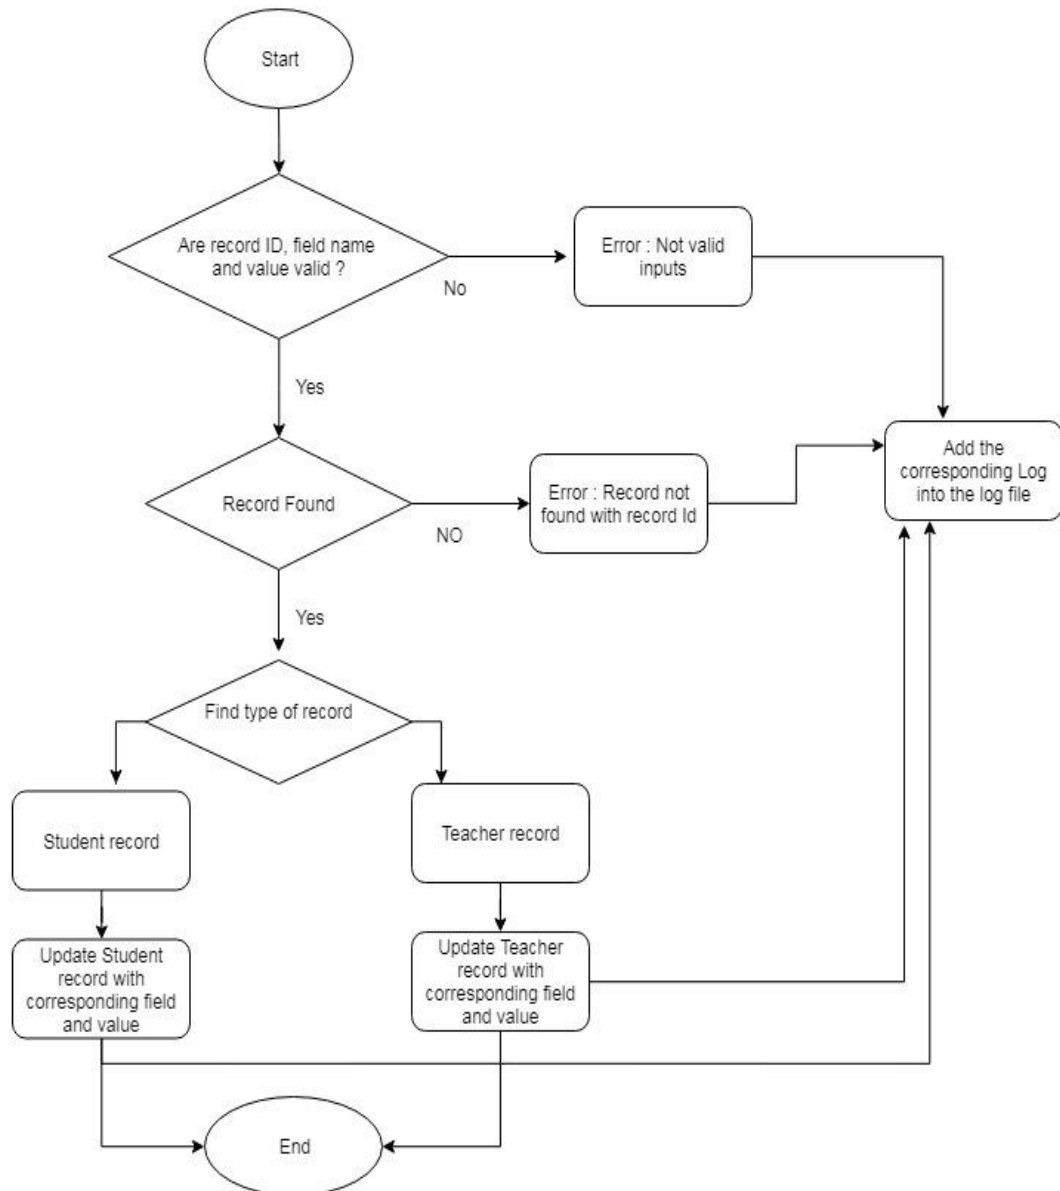 Start
Are record ID, field name
and value valid ?
No
Error : Not valid
inputs
Yes
Add the
corresponding Log
into the log file
Record Found
NO
Error : Record not
found with record Id
Yes
Find type of record
Student record
Teacher record
Update Student
record with
corresponding field
and value
Update Teacher
record with
corresponding field
and value
End